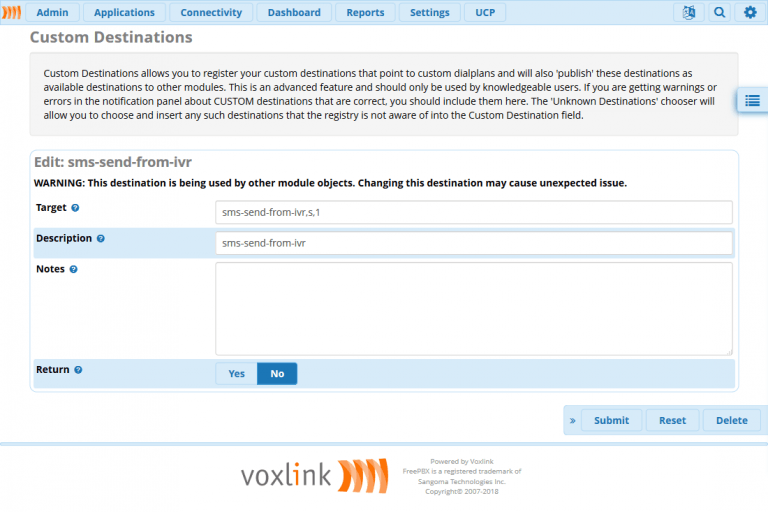 Admin Applications Connectivity Dashboard Reports Settings UCP
Custom Destinations
Custom Destinations allows you to register your custom destinations that point to custom dialplans and will also 'publish' these destinations as
available destinations to other modules. This is an advanced feature and should only be used by knowledgeable users. If you are getting warnings or
errors in the notification panel about CUSTOM destinations that are correct, you should include them here. The 'Unknown Destinations' chooser will
allow you to choose and insert any such destinations that the registry is not aware of into the Custom Destination field.
Edit: sms-send-from-ivr
WARNING: This destination is being used by other module objects. Changing this destination may cause unexpected issue.
Target
sms-send-from-ivr,s,1
Description
sms-send-from-ivr
Notes
Return
Yes No
» Submit Reset Delete
voxlink
Powered by Voxlink
FreePBX is a registered trademark of
Sangoma Technologies Inc.
Copyright© 2007-2018